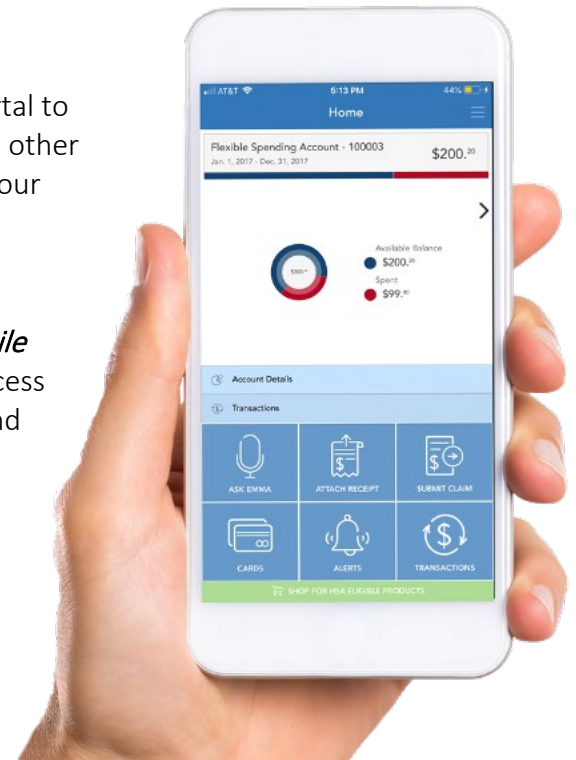 rtal to
other
our
ile
cess
nd
AT&T 5:13 PM 44%
Home
Flexible Spending Account - 100003 $200.20
Jan. 1, 2017 - Dec. 31, 2017
Available Balance
$200.20
Spent
$99.80
Account Details
Transactions
ASK EMMA ATTACH RECEIPT SUBMIT CLAIM
CARDS ALERTS TRANSACTIONS
SHOP FOR HSA ELIGIBLE PRODUCTS